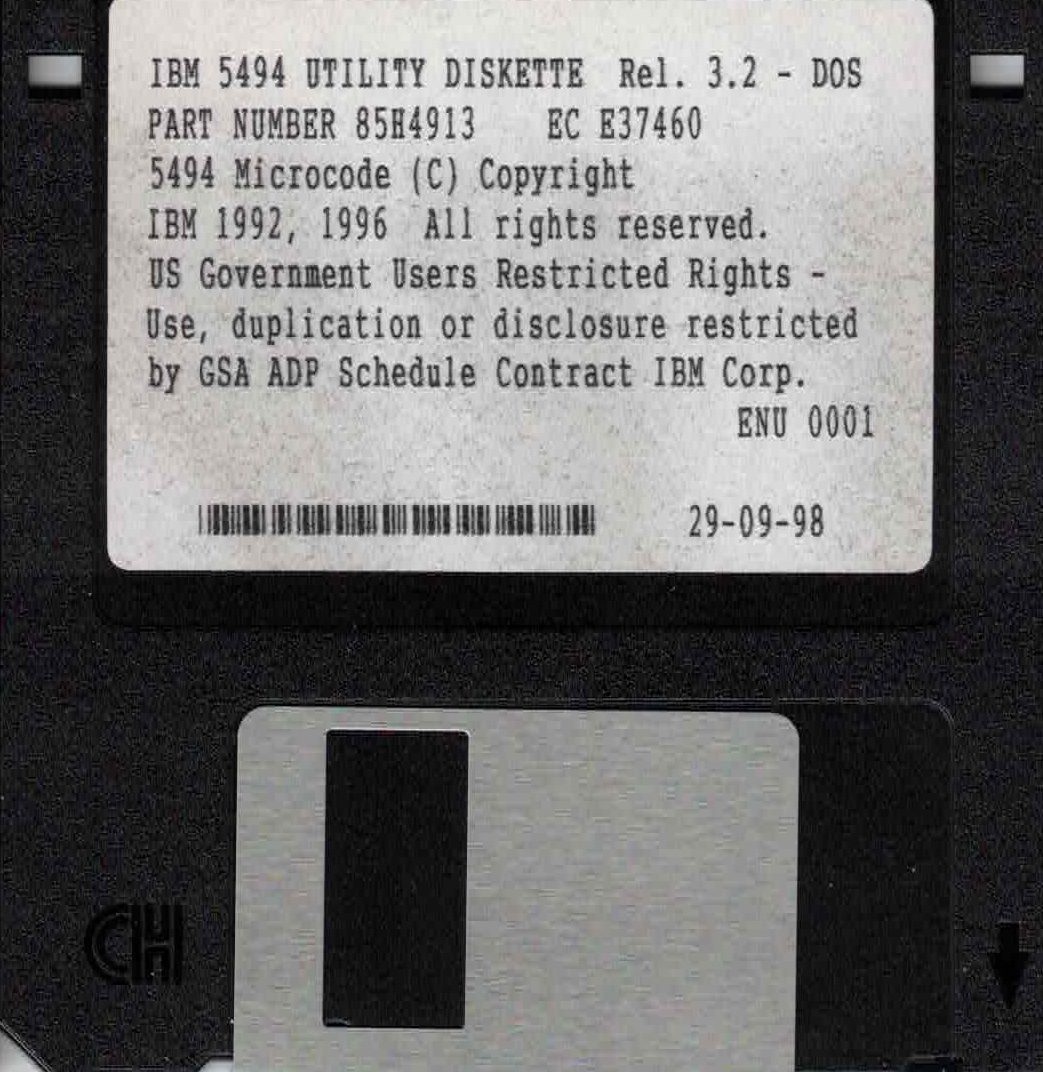 IBM 5494 UTILITY DISKETTE Rel. 3.2 - DOS
PART NUMBER 85H4913 EC E37460
5494 Microcode (C) Copyright
IBM 1992, 1996 All rights reserved.
US Government Users Restricted Rights -
Use, duplication or disclosure restricted
by GSA ADP Schedule Contract IBM Corp.
ENU 0001
29-09-98
CH